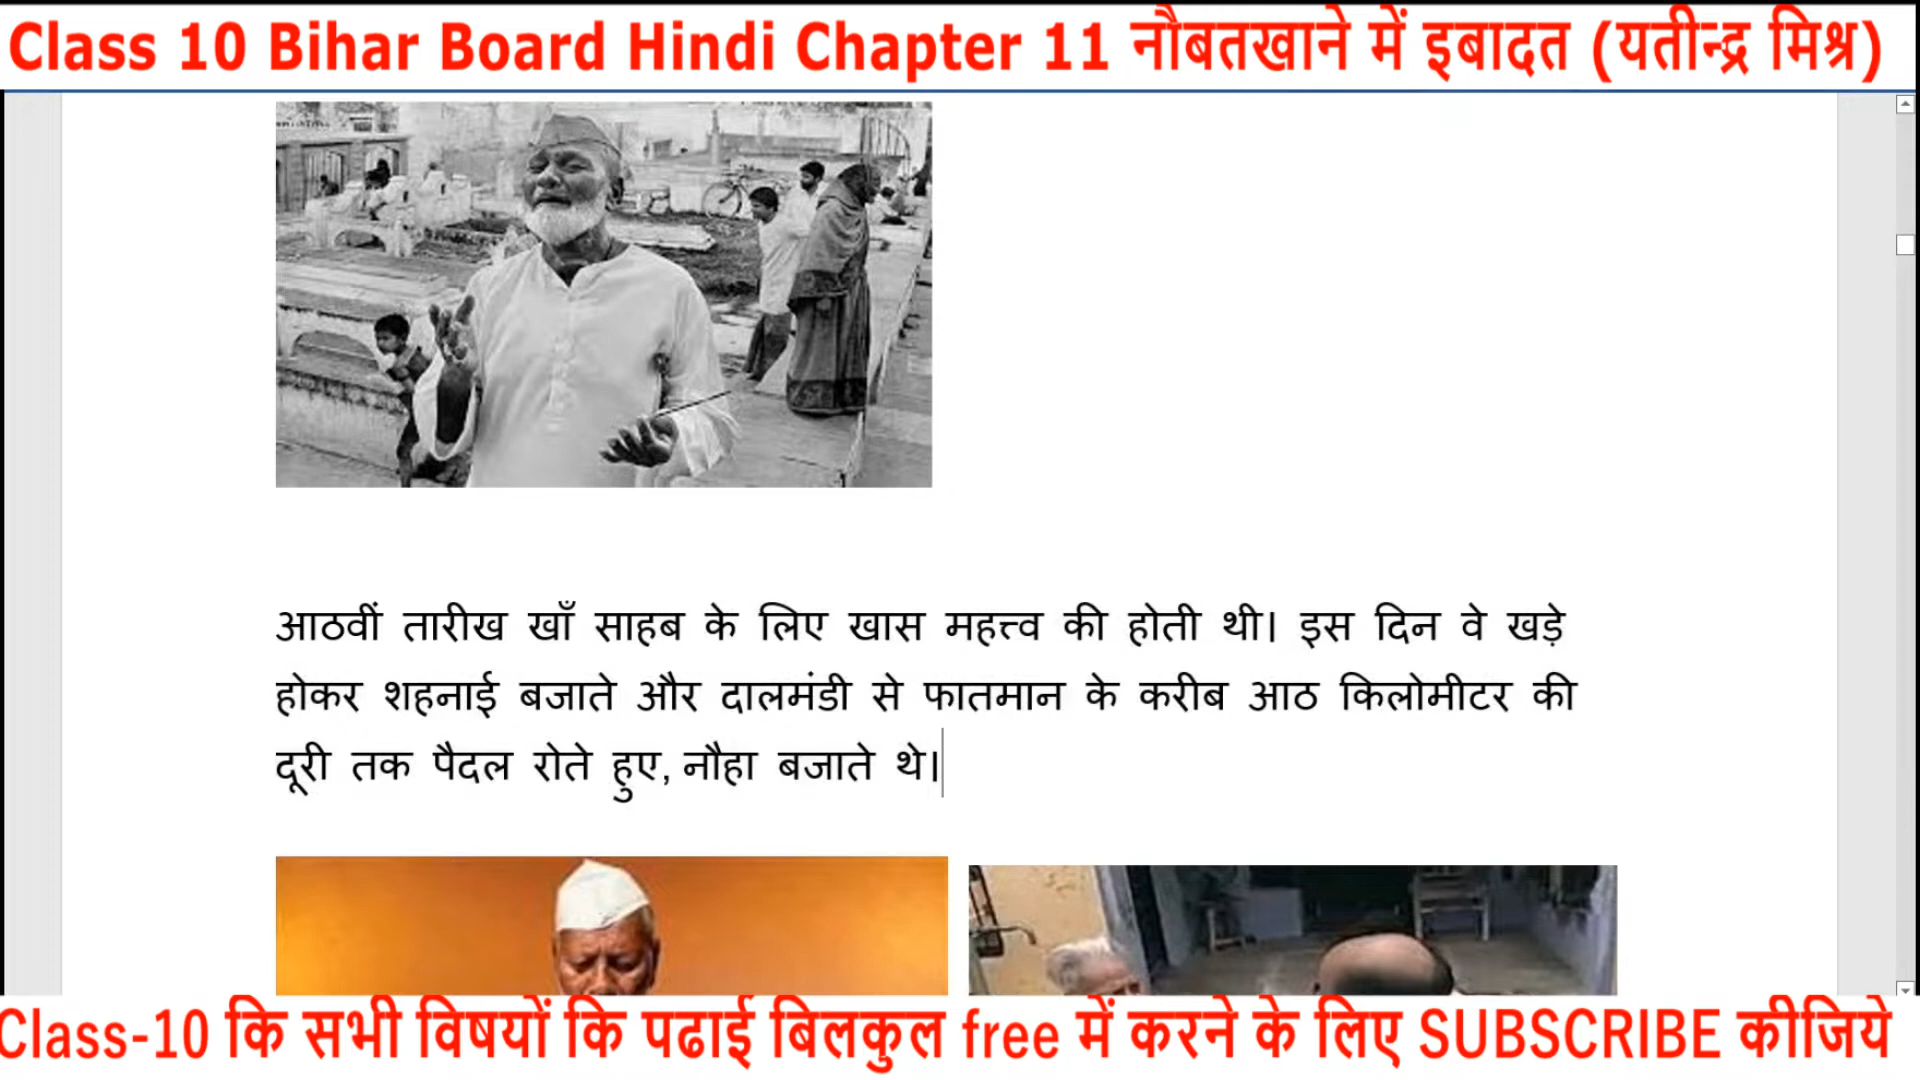 Class 10 Bihar Board Hindi Chapter 11 नौबतखाने में इबादत (यतीन्द्र मिश्र)
आठवीं तारीख खाँ साहब के लिए खास महत्त्व की होती थी। इस दिन वे खड़े
होकर शहनाई बजाते और दालमंडी से फातमान के करीब आठ किलोमीटर की
दूरी तक पैदल रोते हुए, नौहा बजाते थे।
Class-10 कि सभी विषयों कि पढाई बिलकुल free में करने के लिए SUBSCRIBE कीजिये